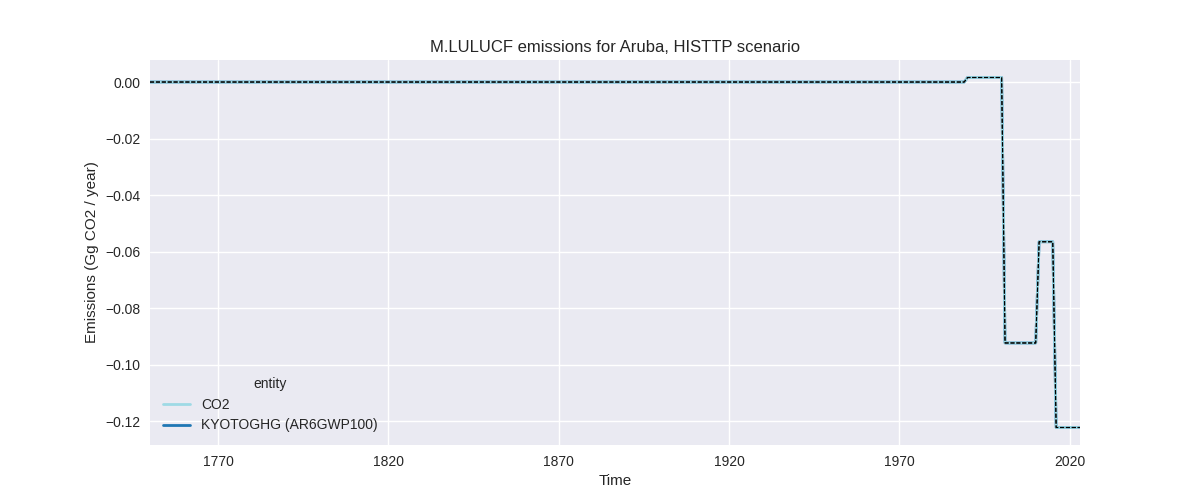 M.LULUCF emissions for Aruba, HISTTP scenario
Emissions (Gg CO2 / year)
0.00
−0.02
−0.04
−0.06
−0.08
−0.10
−0.12
entity
CO2
KYOTOGHG (AR6GWP100)
1770
1820
1870
1920
1970
2020
Time